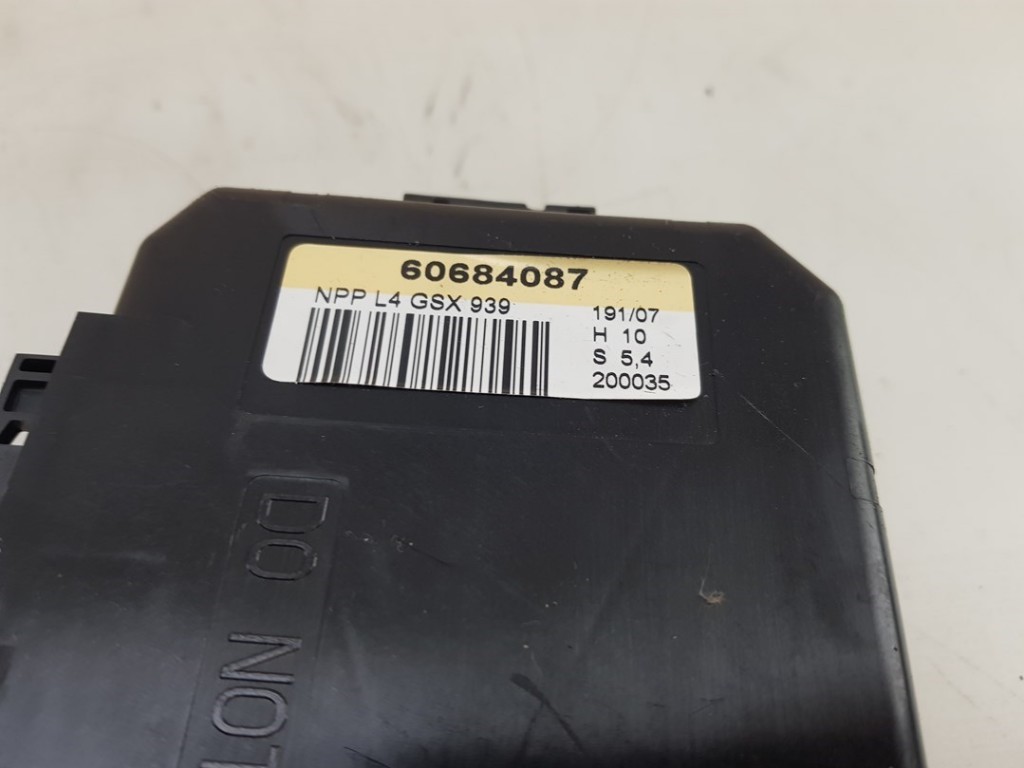 60684087
NPP L4 GSX 939
191/07
H 10
S 5,4
200035
DO NOT